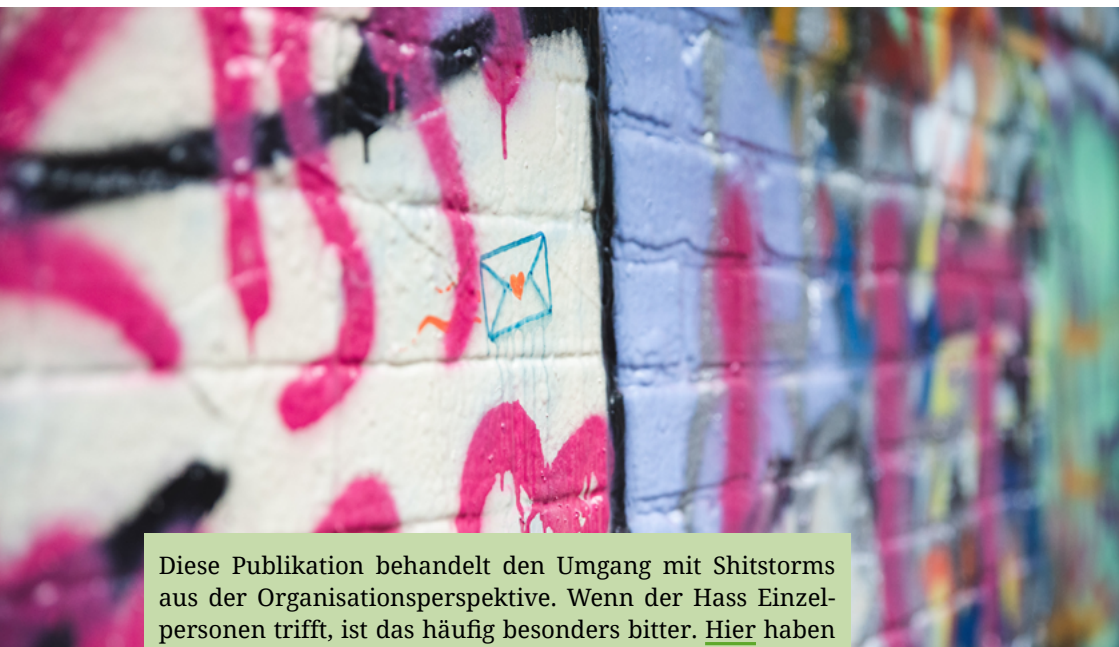 Diese Publikation behandelt den Umgang mit Shitstorms
aus der Organisationsperspektive. Wenn der Hass Einzel-
personen trifft, ist das häufig besonders bitter. Hier haben